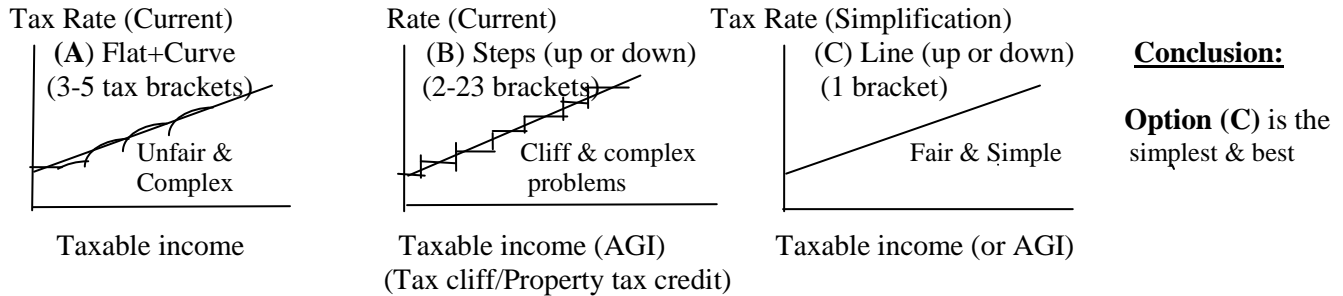 Tax Rate (Current)
(A) Flat+Curve
(3-5 tax brackets)
Unfair &
Complex
Taxable income
Rate (Current)
(B) Steps (up or down)
(2-23 brackets)
Cliff & complex
problems
Taxable income (AGI)
(Tax cliff/Property tax credit)
Tax Rate (Simplification)
(C) Line (up or down)
(1 bracket)
Fair & Simple
Taxable income (or AGI)
Conclusion:
Option (C) is the
simplest & best